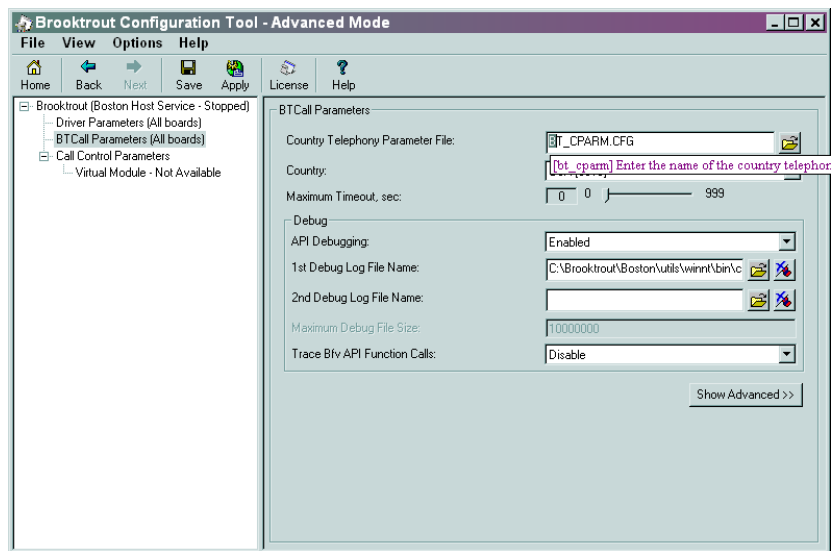 Brooktrout Configuration Tool - Advanced Mode
File View Options Help
Home Back Next Save Apply License Help
Brooktrout (Boston Host Service - Stopped)
Driver Parameters (All boards)
BTCall Parameters (All boards)
Call Control Parameters
Virtual Module - Not Available
BTCall Parameters
Country Telephony Parameter File: BT_CPARM.CFG
[bt_cparm] Enter the name of the country telephon
Country:
Maximum Timeout, sec: 0 0 999
Debug
API Debugging: Enabled
1st Debug Log File Name: C:\Brooktrout\Boston\utils\winnt\bin\c
2nd Debug Log File Name:
Maximum Debug File Size: 10000000
Trace Bfv API Function Calls: Disable
Show Advanced >>